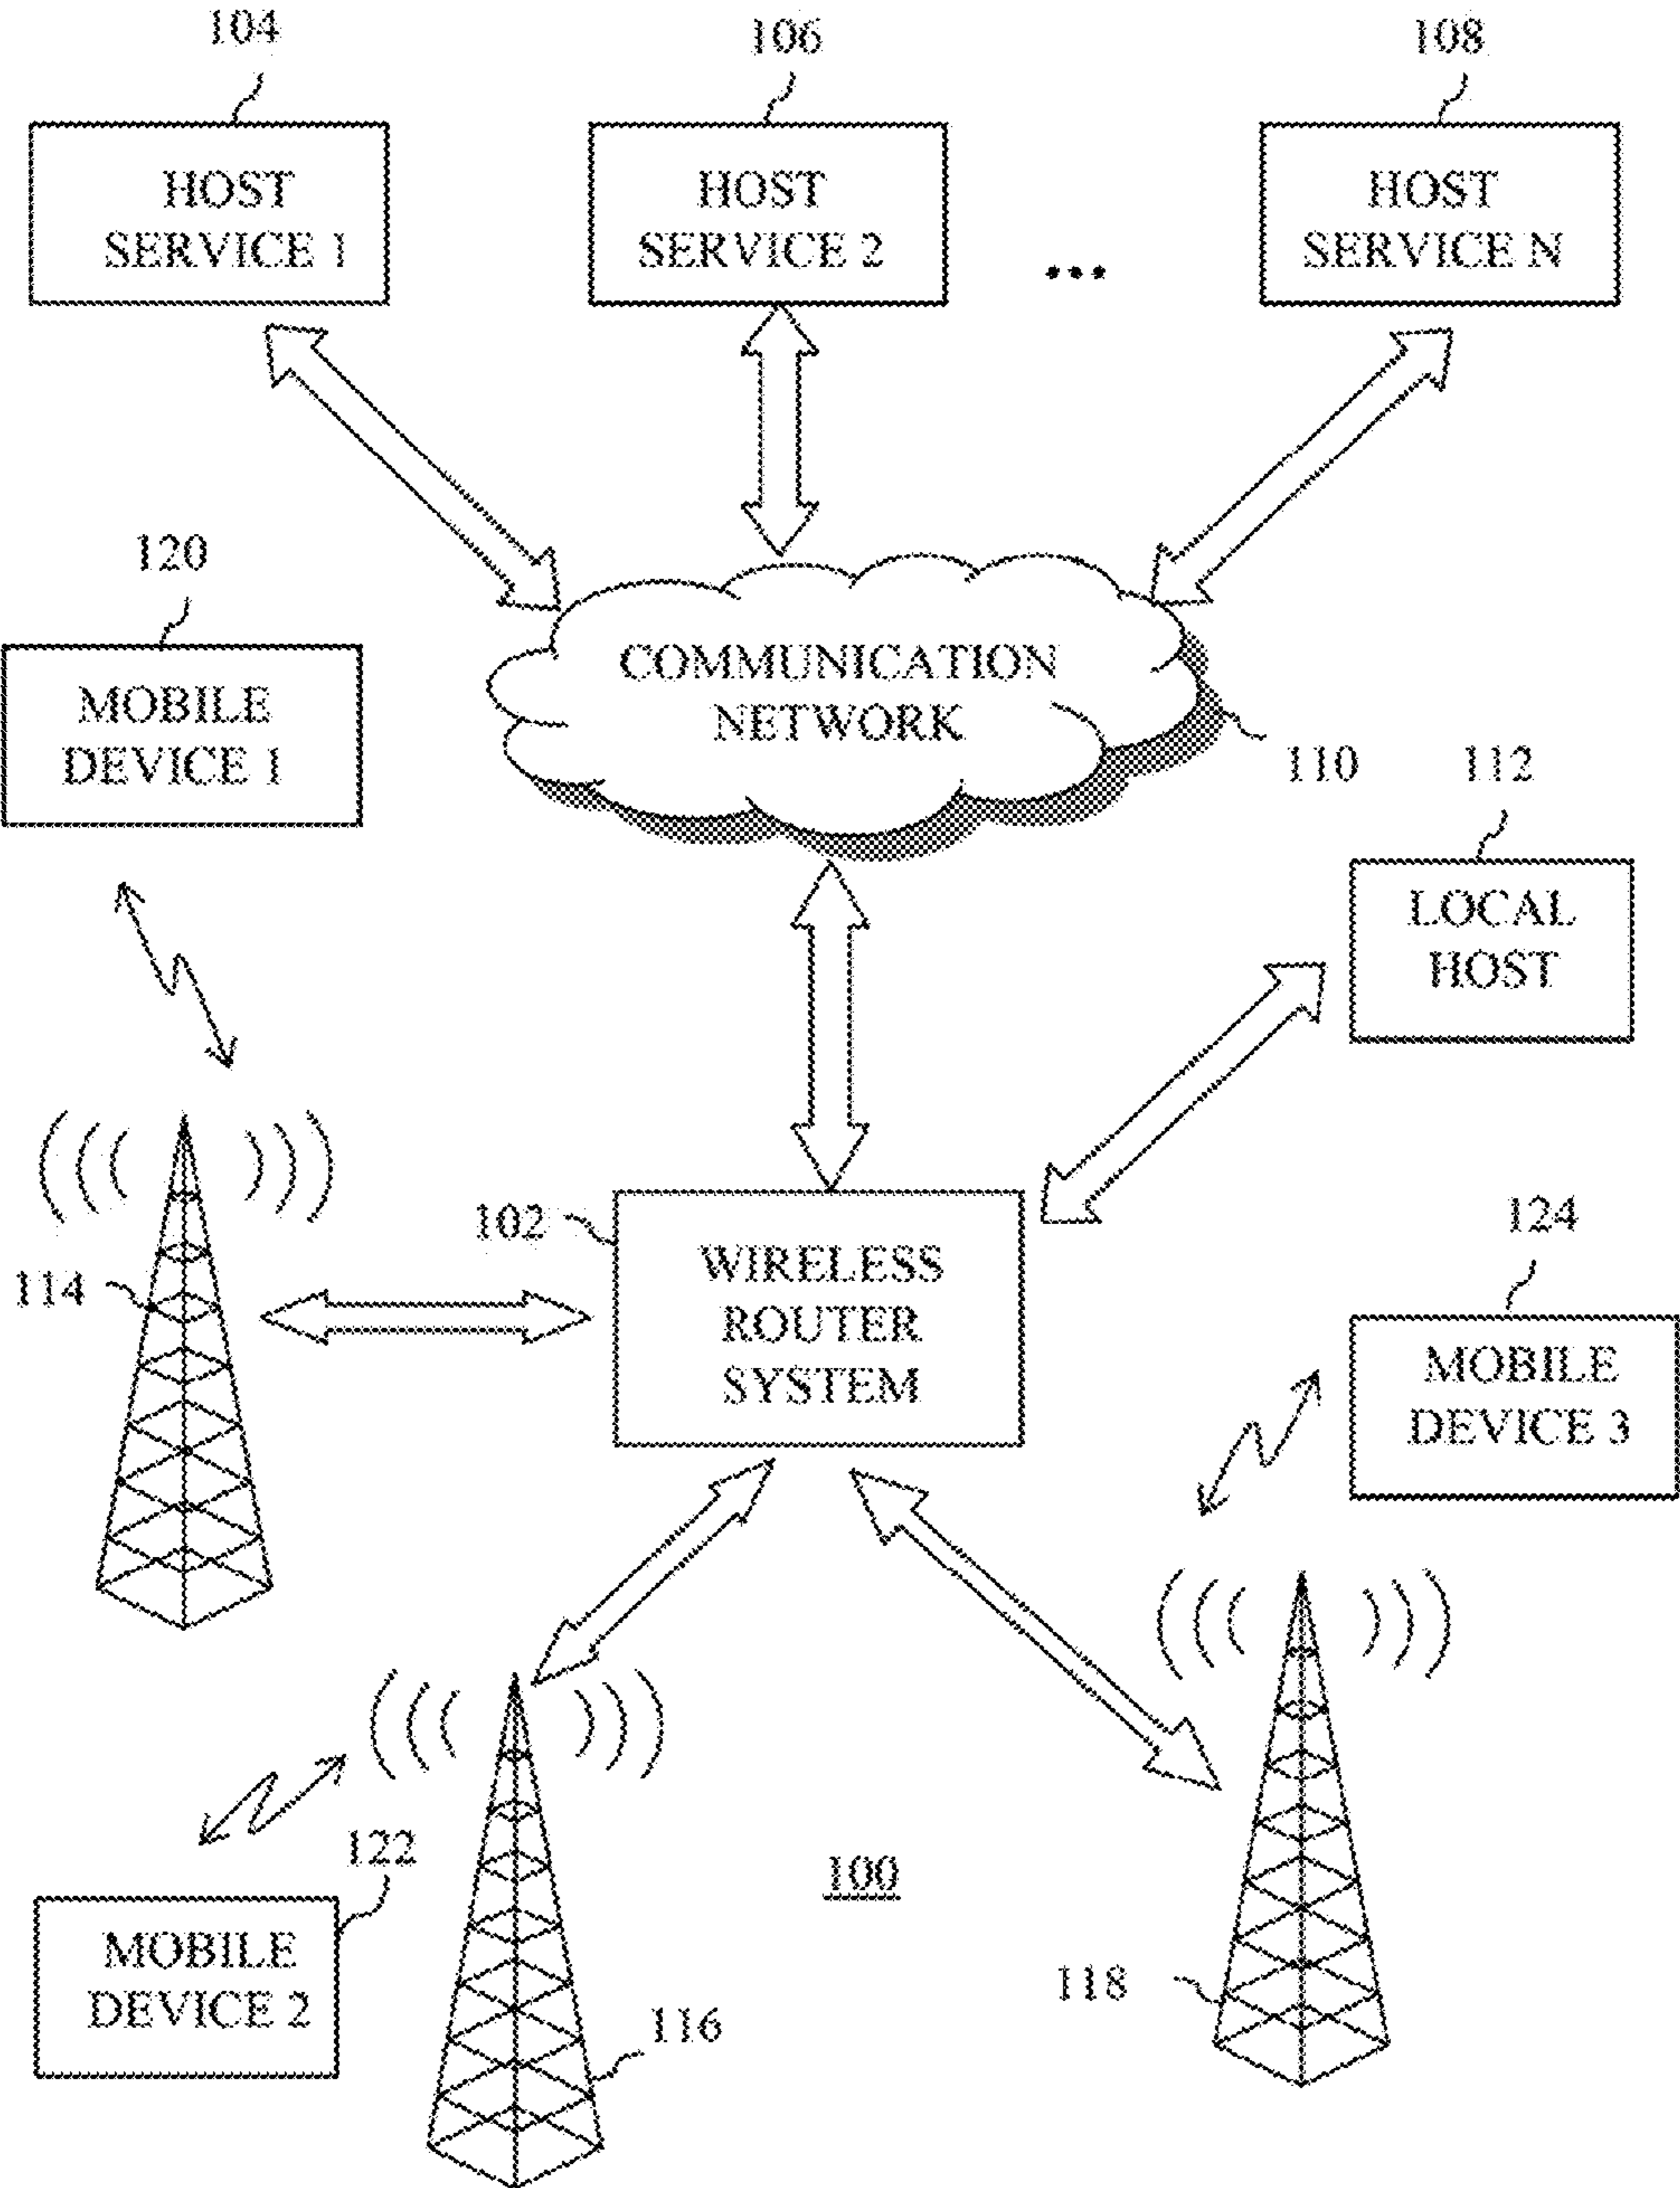 104
106
108
HOST
SERVICE 1
HOST
SERVICE 2
...
HOST
SERVICE N
120
MOBILE
DEVICE 1
COMMUNICATION
NETWORK
110
112
LOCAL
HOST
102
WIRELESS
ROUTER
SYSTEM
114
124
MOBILE
DEVICE 3
122
MOBILE
DEVICE 2
100
116
118